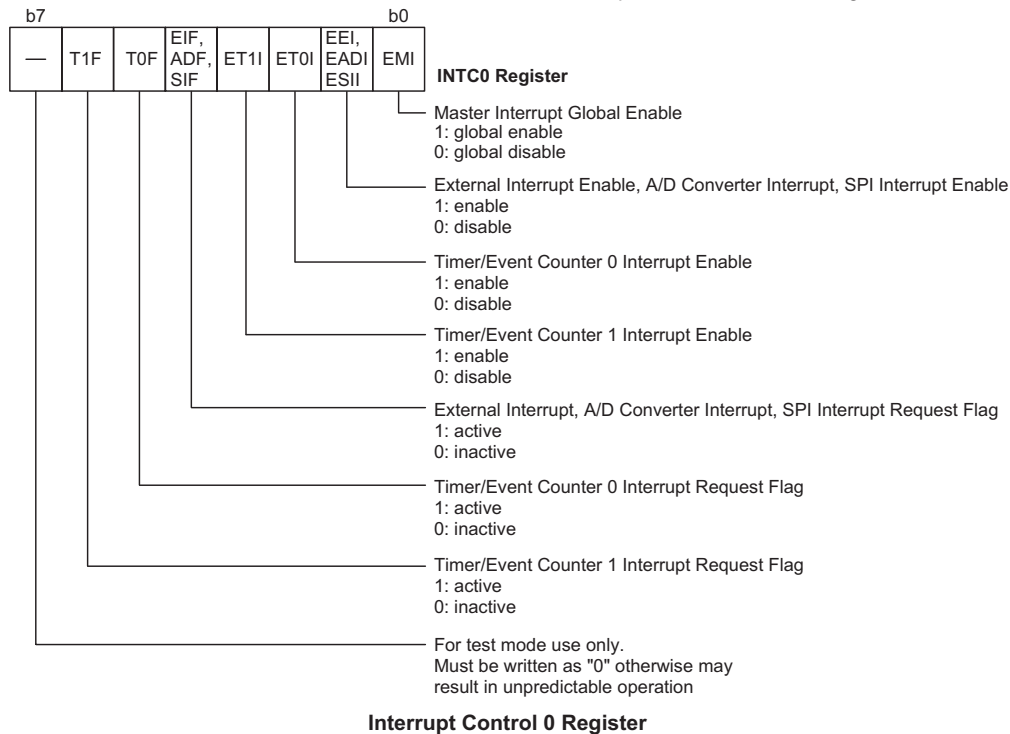 b7 b0
— T1F T0F EIF, ADF, SIF ET1I ET0I EEI, EADI ESII EMI
INTC0 Register
Master Interrupt Global Enable
1: global enable
0: global disable
External Interrupt Enable, A/D Converter Interrupt, SPI Interrupt Enable
1: enable
0: disable
Timer/Event Counter 0 Interrupt Enable
1: enable
0: disable
Timer/Event Counter 1 Interrupt Enable
1: enable
0: disable
External Interrupt, A/D Converter Interrupt, SPI Interrupt Request Flag
1: active
0: inactive
Timer/Event Counter 0 Interrupt Request Flag
1: active
0: inactive
Timer/Event Counter 1 Interrupt Request Flag
1: active
0: inactive
For test mode use only.
Must be written as "0" otherwise may
result in unpredictable operation
Interrupt Control 0 Register